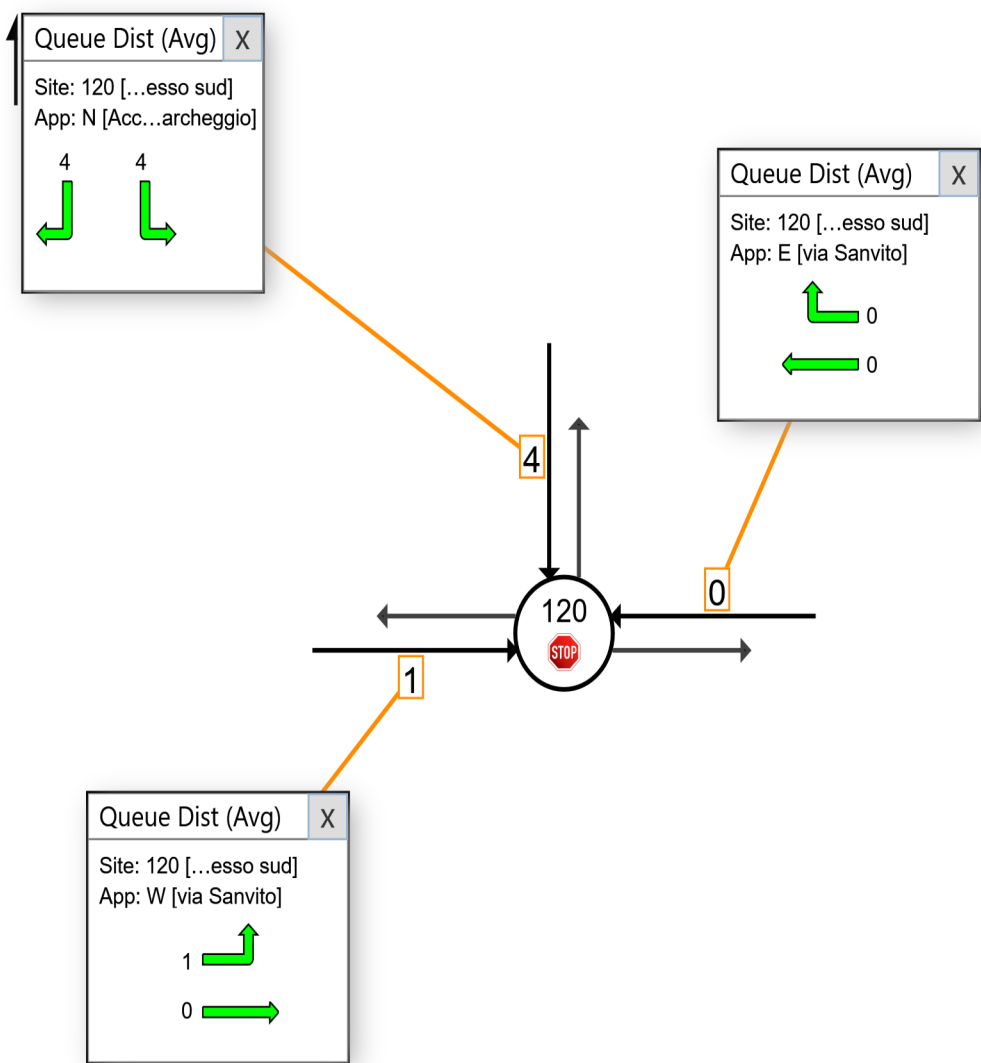 Queue Dist (Avg) X
Site: 120 […esso sud]
App: N [Acc…archeggio]
4 4
Queue Dist (Avg) X
Site: 120 […esso sud]
App: E [via Sanvito]
0
0
4
0
120
STOP
1
Queue Dist (Avg) X
Site: 120 […esso sud]
App: W [via Sanvito]
1
0